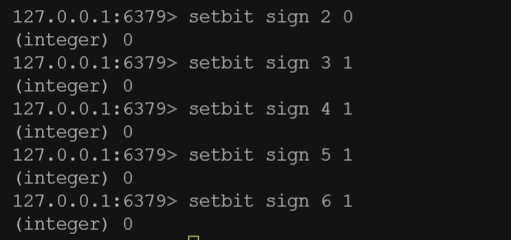 127.0.0.1:6379> setbit sign 2 0
(integer) 0
127.0.0.1:6379> setbit sign 3 1
(integer) 0
127.0.0.1:6379> setbit sign 4 1
(integer) 0
127.0.0.1:6379> setbit sign 5 1
(integer) 0
127.0.0.1:6379> setbit sign 6 1
(integer) 0